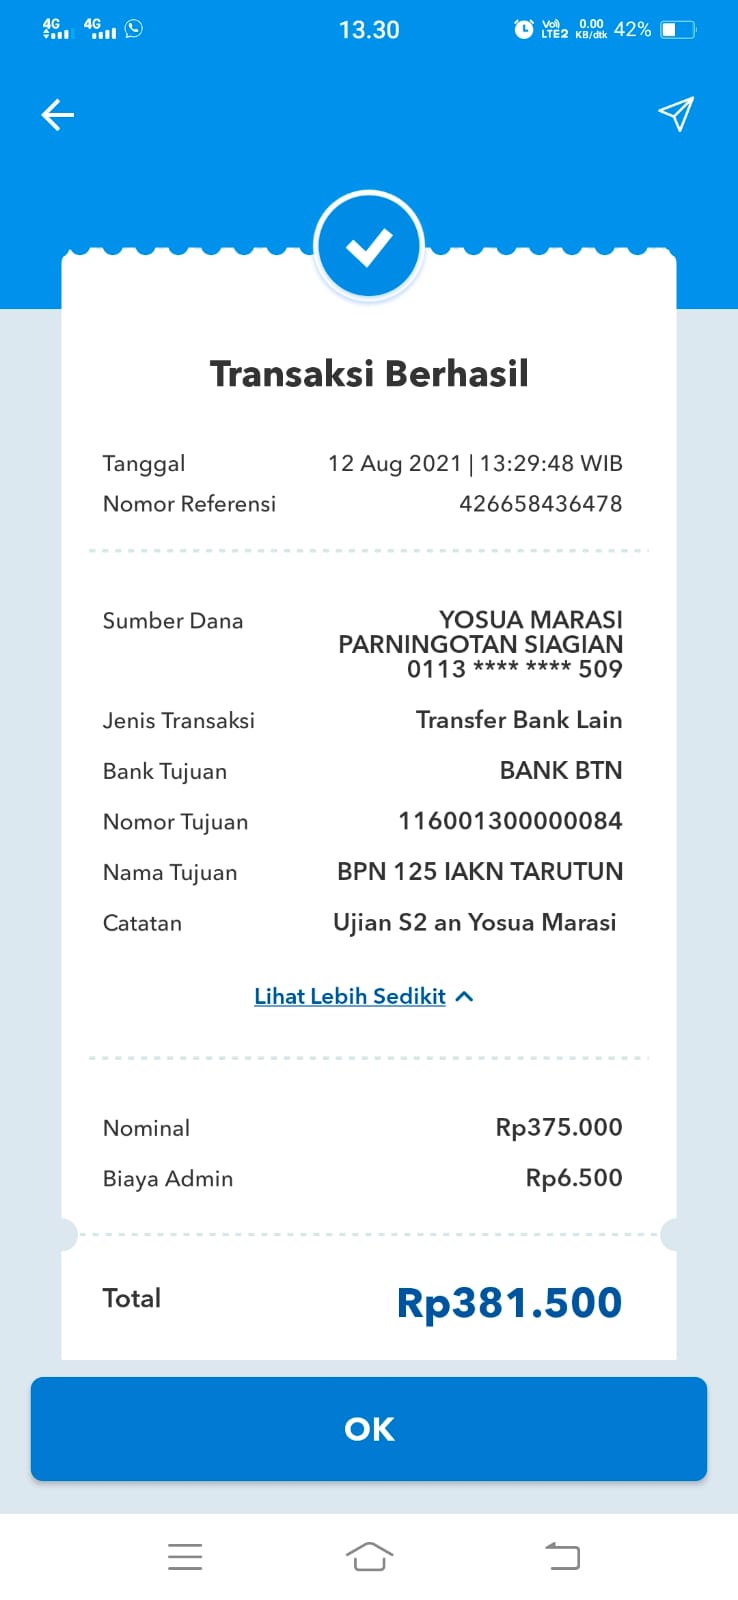 4G 4G 13.30 Vo) 0.00 42%
LTE2 KB/dtk
Transaksi Berhasil
Tanggal 12 Aug 2021 | 13:29:48 WIB
Nomor Referensi 426658436478
Sumber Dana YOSUA MARASI
PARNINGOTAN SIAGIAN
0113 **** **** 509
Jenis Transaksi Transfer Bank Lain
Bank Tujuan BANK BTN
Nomor Tujuan 116001300000084
Nama Tujuan BPN 125 IAKN TARUTUN
Catatan Ujian S2 an Yosua Marasi
Lihat Lebih Sedikit
Nominal Rp375.000
Biaya Admin Rp6.500
Total Rp381.500
OK